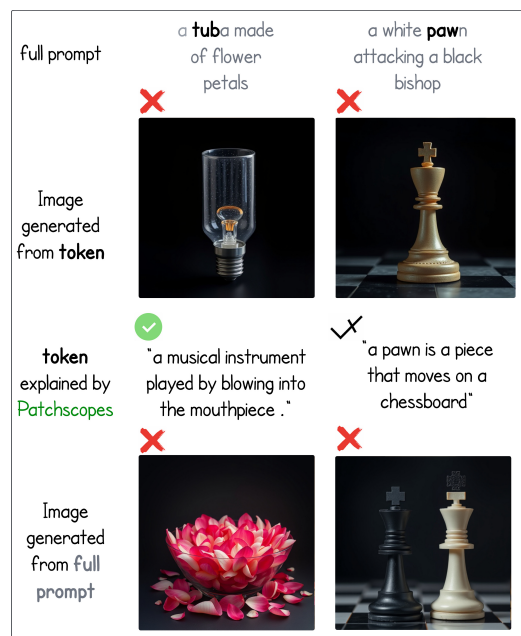 full prompt
a tuba made
of flower
petals
a white pawn
attacking a black
bishop
Image
generated
from token
token
explained by
Patchscopes
"a musical instrument
played by blowing into
the mouthpiece ."
"a pawn is a piece
that moves on a
chessboard"
Image
generated
from full
prompt